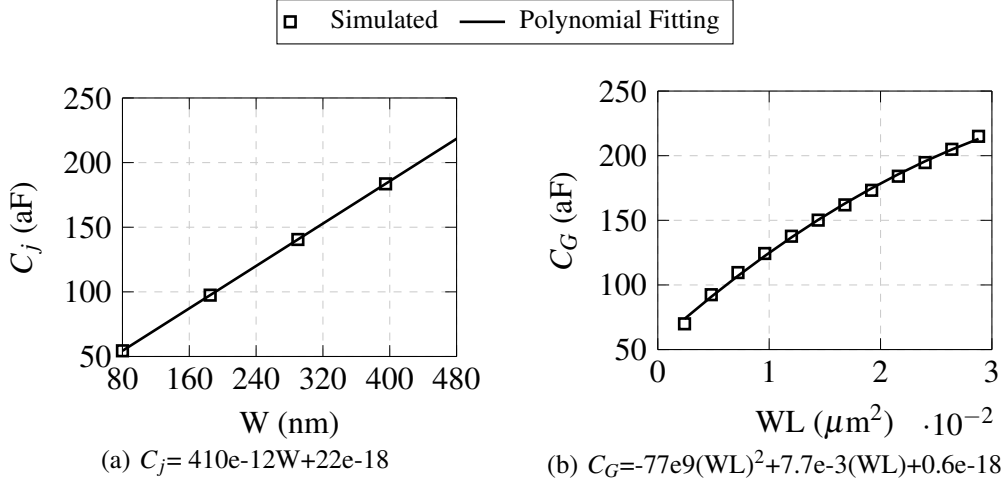 Simulated Polynomial Fitting
250
200
150
100
50
80 160 240 320 400 480
C_j (aF)
W (nm)
(a) C_j= 410e-12W+22e-18
250
200
150
100
50
0 1 2 3
C_G (aF)
WL (μm²) ·10⁻²
(b) C_G=-77e9(WL)²+7.7e-3(WL)+0.6e-18